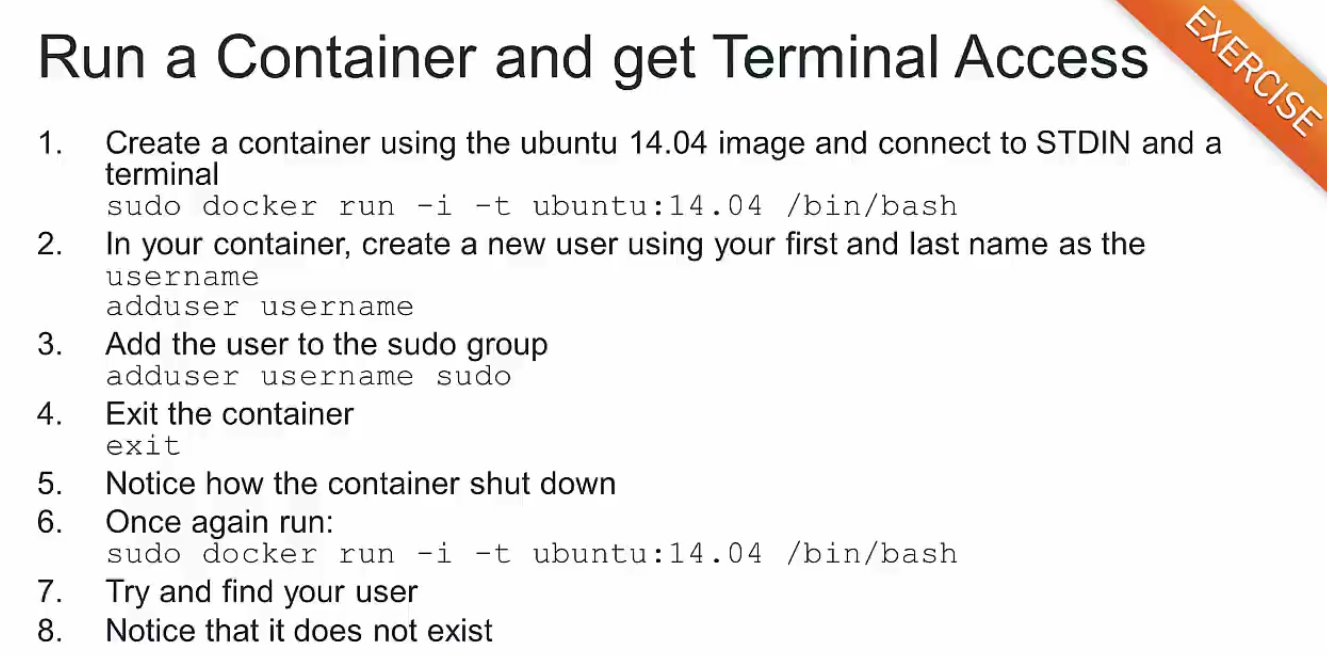 Run a Container and get Terminal Access
EXERCISE
1. Create a container using the ubuntu 14.04 image and connect to STDIN and a
terminal
sudo docker run -i -t ubuntu:14.04 /bin/bash
2. In your container, create a new user using your first and last name as the
username
adduser username
3. Add the user to the sudo group
adduser username sudo
4. Exit the container
exit
5. Notice how the container shut down
6. Once again run:
sudo docker run -i -t ubuntu:14.04 /bin/bash
7. Try and find your user
8. Notice that it does not exist